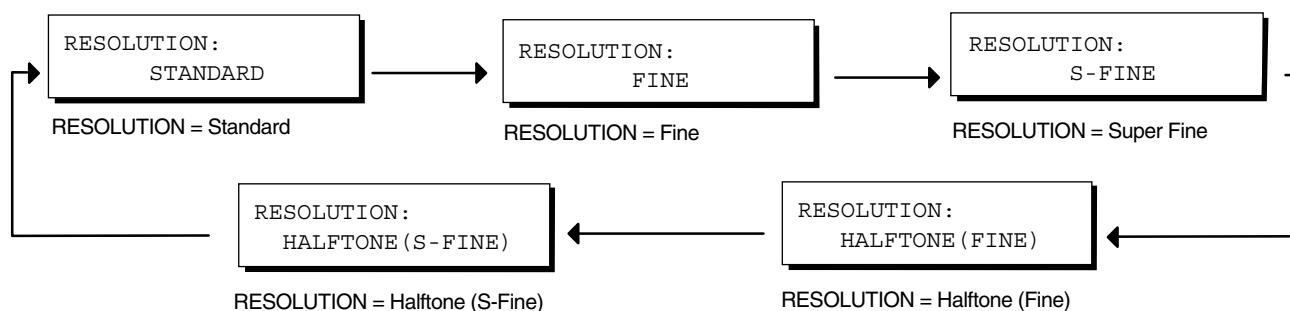 RESOLUTION:
STANDARD
RESOLUTION = Standard
RESOLUTION:
FINE
RESOLUTION = Fine
RESOLUTION:
S-FINE
RESOLUTION = Super Fine
RESOLUTION:
HALFTONE(FINE)
RESOLUTION = Halftone (Fine)
RESOLUTION:
HALFTONE(S-FINE)
RESOLUTION = Halftone (S-Fine)